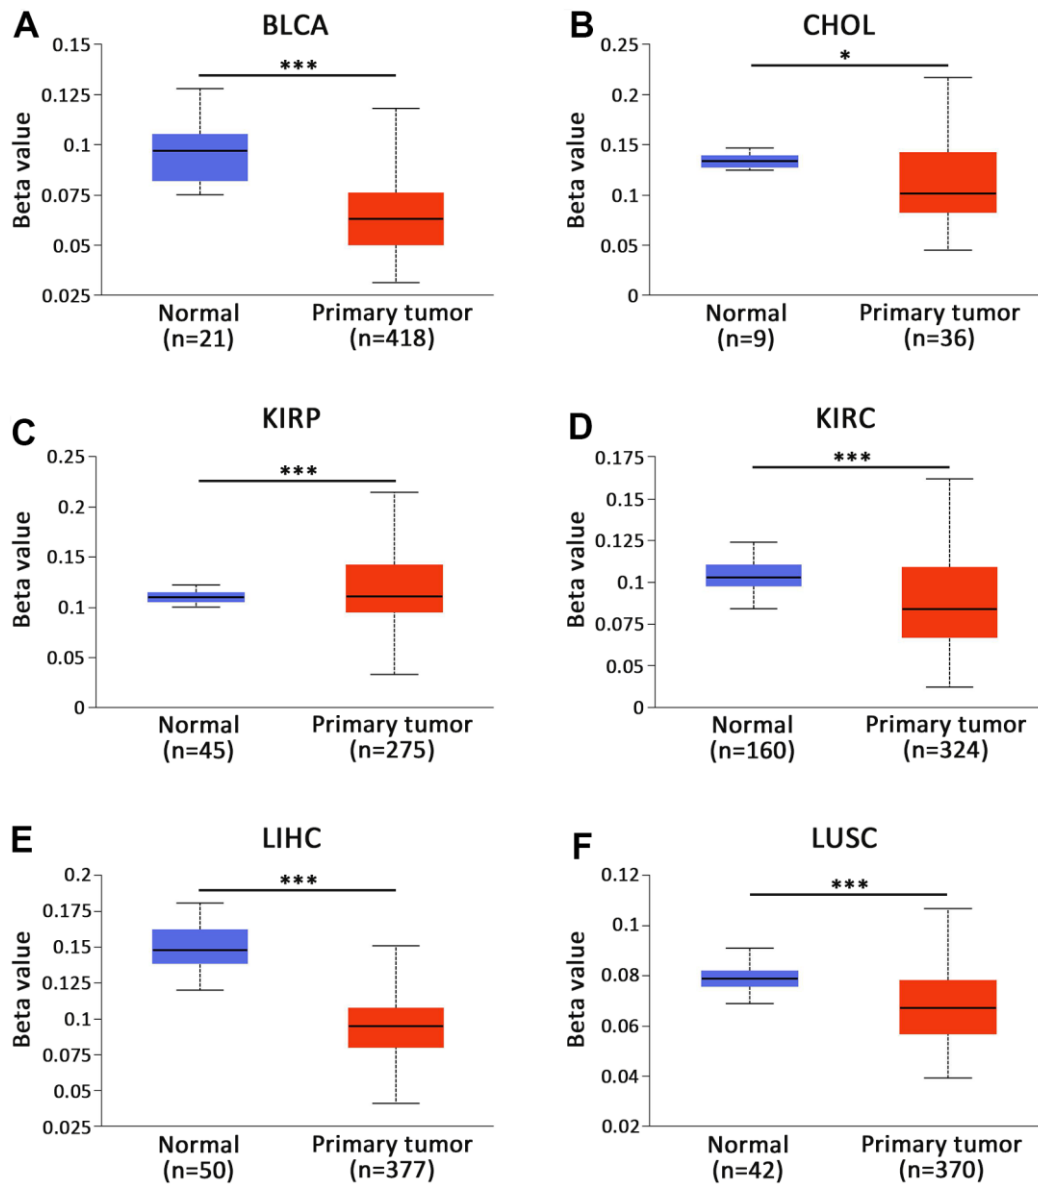 A
BLCA
***
Beta value
0.15
0.125
0.1
0.075
0.05
0.025
Normal
(n=21)
Primary tumor
(n=418)
B
CHOL
*
Beta value
0.25
0.2
0.15
0.1
0.05
0
Normal
(n=9)
Primary tumor
(n=36)
C
KIRP
***
Beta value
0.25
0.2
0.15
0.1
0.05
0
Normal
(n=45)
Primary tumor
(n=275)
D
KIRC
***
Beta value
0.175
0.15
0.125
0.1
0.075
0.05
0
Normal
(n=160)
Primary tumor
(n=324)
E
LIHC
***
Beta value
0.2
0.175
0.15
0.125
0.1
0.075
0.05
0.025
Normal
(n=50)
Primary tumor
(n=377)
F
LUSC
***
Beta value
0.12
0.1
0.08
0.06
0.04
0.02
Normal
(n=42)
Primary tumor
(n=370)